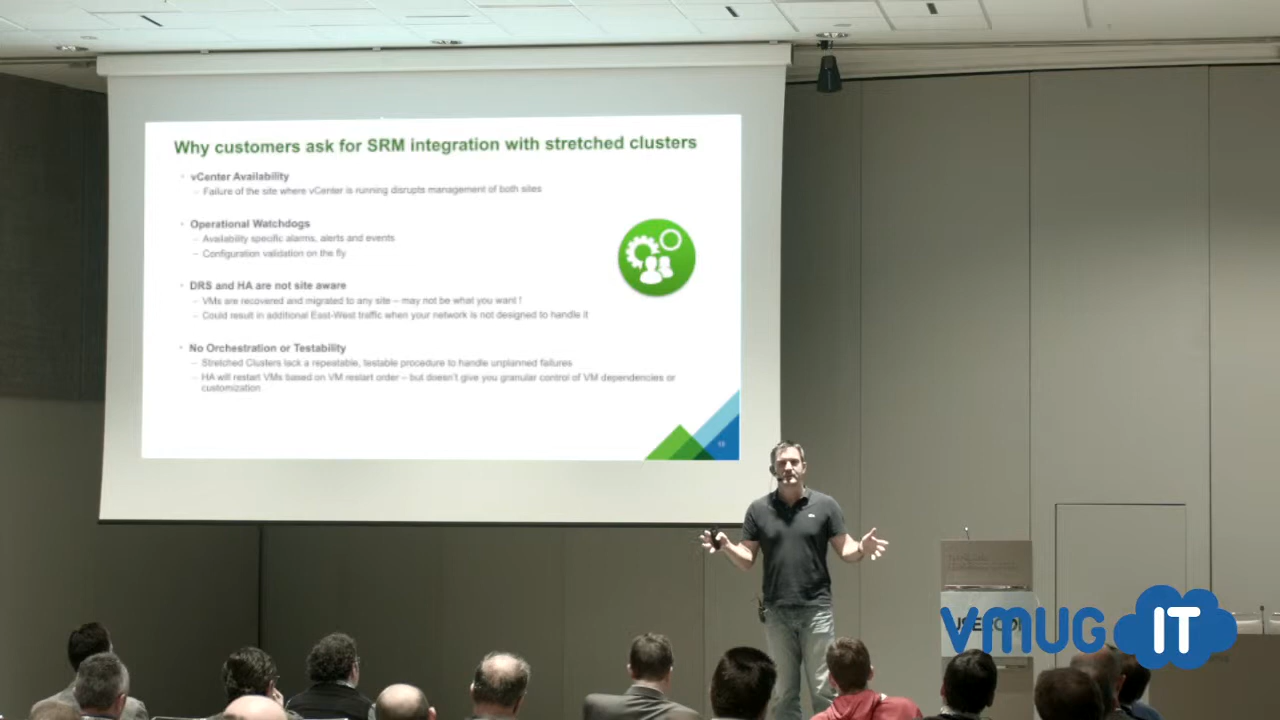 Why customers ask for SRM integration with stretched clusters
• vCenter Availability
– Failure of the site where vCenter is running disrupts management of both sites
• Operational Watchdogs
– Availability specific alarms, alerts and events
– Configuration validation on the fly
• DRS and HA are not site aware
– VMs are recovered and migrated to any site – may not be what you want !
– Could result in additional East-West traffic when your network is not designed to handle it
• No Orchestration or Testability
– Stretched Clusters lack a repeatable, testable procedure to handle unplanned failures
– HA will restart VMs based on VM restart order – but doesn't give you granular control of VM dependencies or
customization
vmug IT